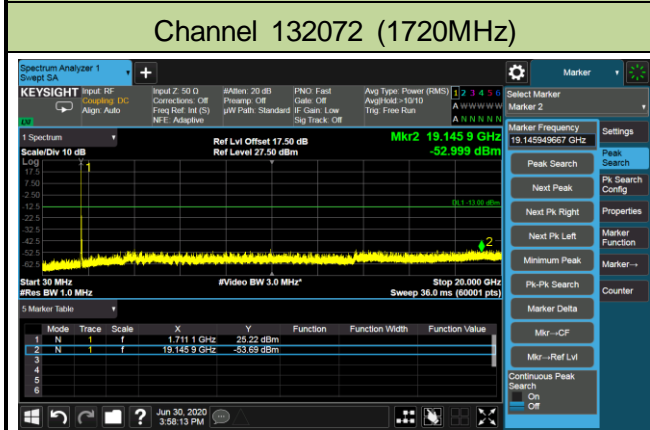 Channel 132072 (1720MHz)
Spectrum Analyzer 1
Swept SA
+
Marker
KEYSIGHT
Input: RF
Coupling: DC
Align: Auto
Input Z: 50 Ω
Corrections: Off
Freq Ref: Int (S)
NFE: Adaptive
#Atten: 20 dB
Preamp: Off
µW Path: Standard
PNO: Fast
Gate: Off
IF Gain: Low
Sig Track: Off
Avg Type: Power (RMS)
Avg|Hold:>10/10
Trig: Free Run
1 2 3 4 5 6
A W W W W W
A N N N N N
LW
Select Marker
Marker 2
1 Spectrum
Scale/Div 10 dB
Log
Ref Lvl Offset 17.50 dB
Ref Level 27.50 dBm
Mkr2 19.145 9 GHz
-52.999 dBm
17.5
7.50
-2.50
-12.5
-22.5
-32.5
-42.5
-52.5
-62.5
1
DL1 -13.00 dBm
2
Start 30 MHz
#Res BW 1.0 MHz
#Video BW 3.0 MHz*
Stop 20.000 GHz
Sweep 36.0 ms (60001 pts)
5 Marker Table
Mode Trace Scale X Y Function Function Width Function Value
1 N 1 f 1.711 1 GHz 25.22 dBm
2 N 1 f 19.145 9 GHz -53.69 dBm
3
4
5
6
Marker Frequency
19.145949667 GHz
Peak Search
Next Peak
Next Pk Right
Next Pk Left
Minimum Peak
Pk-Pk Search
Marker Delta
Mkr→CF
Mkr→Ref Lvl
Continuous Peak Search
On
Off
Settings
Peak Search
Pk Search Config
Properties
Marker Function
Marker→
Counter
?
Jun 30, 2020
3:58:13 PM